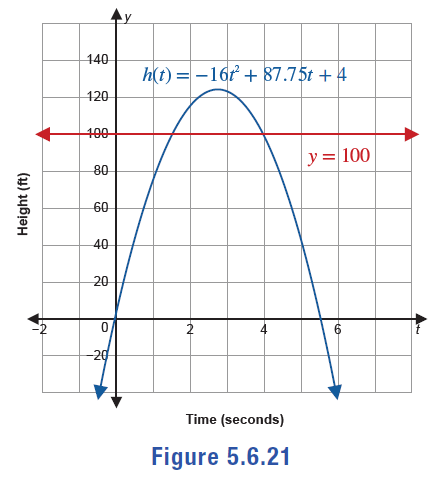 y
140
h(t) = −16t² + 87.75t + 4
120
100
y = 100
80
60
40
20
−2
0
2
4
6
t
−20
Height (ft)
Time (seconds)
Figure 5.6.21